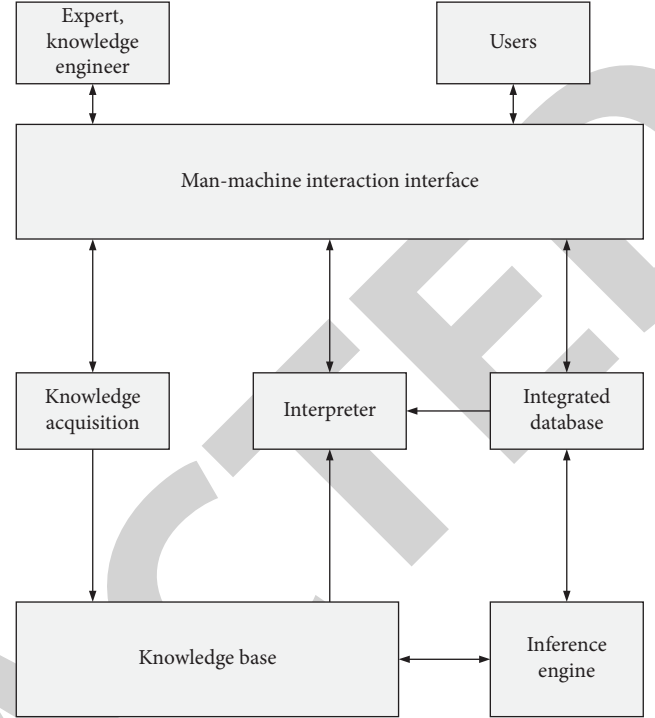 Expert,
knowledge
engineer
Users
Man-machine interaction interface
Knowledge
acquisition
Interpreter
Integrated
database
Knowledge base
Inference
engine